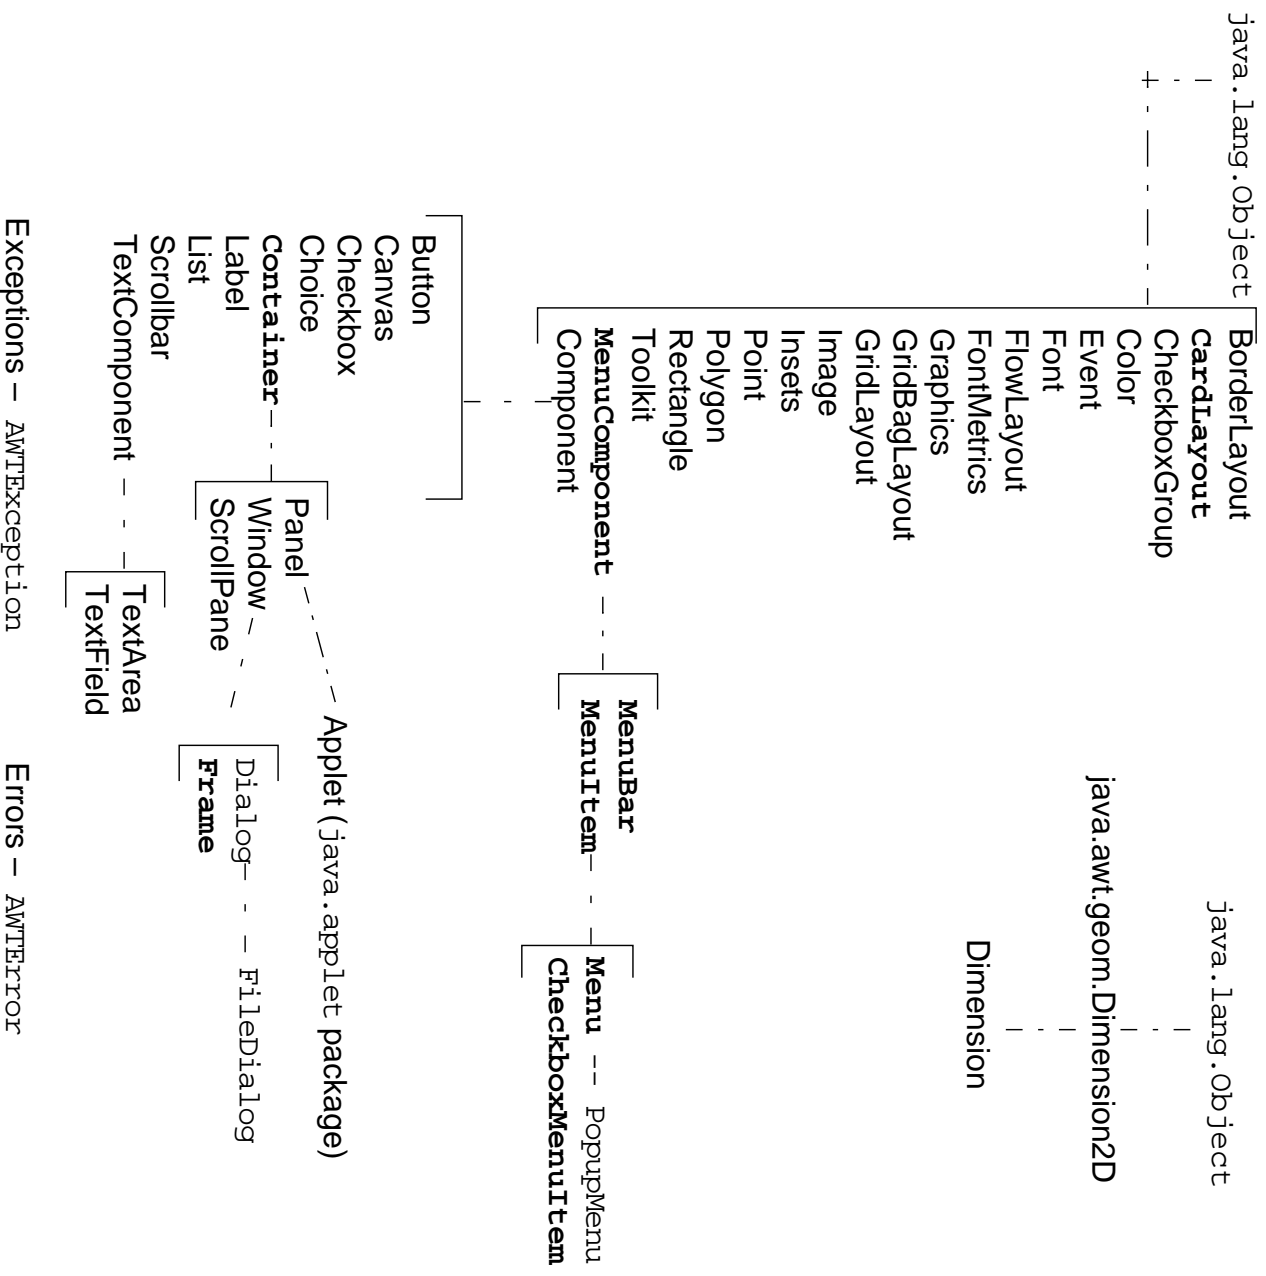 java.lang.Object
BorderLayout
CardLayout
CheckboxGroup
Color
Event
Font
FlowLayout
FontMetrics
Graphics
GridBagLayout
GridLayout
Image
Insets
Point
Polygon
Rectangle
Toolkit
MenuComponent
Component
MenuBar
MenuItem
Menu -- PopupMenu
CheckboxMenuItem
java.lang.Object
java.awt.geom.Dimension2D
Dimension
Button
Canvas
Checkbox
Choice
Container
Label
List
Scrollbar
TextComponent
Panel
Window
ScrollPane
Applet (java.applet package)
Dialog
Frame
FileDialog
TextArea
TextField
Exceptions – AWTException
Errors – AWTError